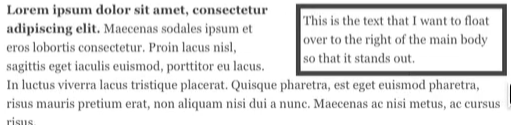 Lorem ipsum dolor sit amet, consectetur
adipiscing elit. Maecenas sodales ipsum et
eros lobortis consectetur. Proin lacus nisl,
sagittis eget iaculis euismod, porttitor eu lacus.
This is the text that I want to float
over to the right of the main body
so that it stands out.
In luctus viverra lacus tristique placerat. Quisque pharetra, est eget euismod pharetra,
risus mauris pretium erat, non aliquam nisi dui a nunc. Maecenas ac nisi metus, ac cursus
risus.